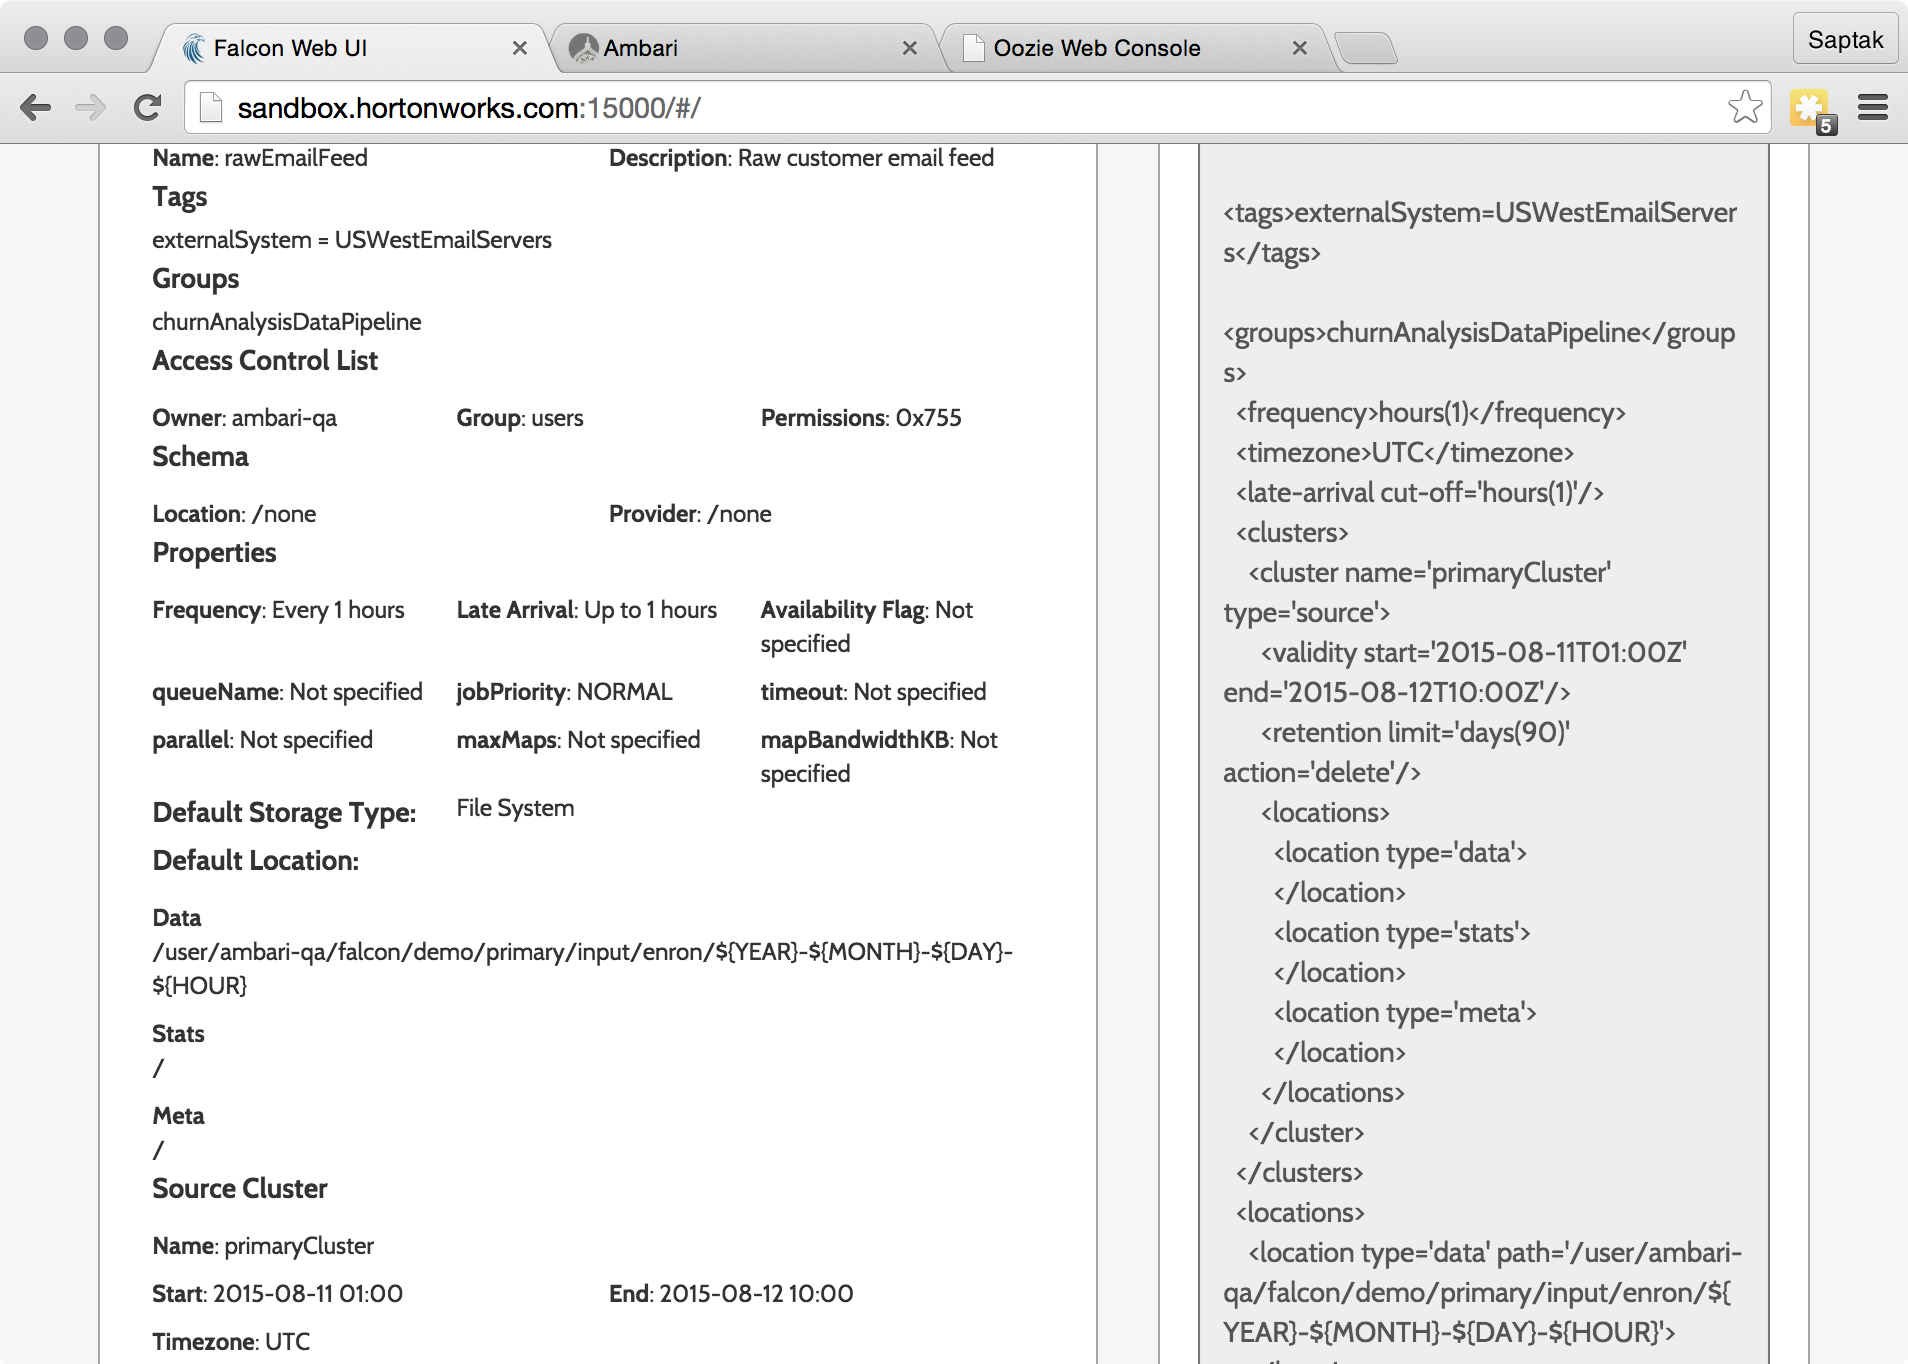 Falcon Web UI
Ambari
Oozie Web Console
Saptak
sandbox.hortonworks.com:15000/#/
5
Name: rawEmailFeed
Description: Raw customer email feed
Tags
externalSystem = USWestEmailServers
Groups
churnAnalysisDataPipeline
Access Control List
Owner: ambari-qa
Group: users
Permissions: 0x755
Schema
Location: /none
Provider: /none
Properties
Frequency: Every 1 hours
Late Arrival: Up to 1 hours
Availability Flag: Not
specified
queueName: Not specified
jobPriority: NORMAL
timeout: Not specified
parallel: Not specified
maxMaps: Not specified
mapBandwidthKB: Not
specified
Default Storage Type:
File System
Default Location:
Data
/user/ambari-qa/falcon/demo/primary/input/enron/${YEAR}-${MONTH}-${DAY}-
${HOUR}
Stats
/
Meta
/
Source Cluster
Name: primaryCluster
Start: 2015-08-11 01:00
End: 2015-08-12 10:00
Timezone: UTC
<tags>externalSystem=USWestEmailServer
s</tags>
<groups>churnAnalysisDataPipeline</group
s>
<frequency>hours(1)</frequency>
<timezone>UTC</timezone>
<late-arrival cut-off='hours(1)'/>
<clusters>
<cluster name='primaryCluster'
type='source'>
<validity start='2015-08-11T01:00Z'
end='2015-08-12T10:00Z'/>
<retention limit='days(90)'
action='delete'/>
<locations>
<location type='data'>
</location>
<location type='stats'>
</location>
<location type='meta'>
</location>
</locations>
</cluster>
</clusters>
<locations>
<location type='data' path='/user/ambari-
qa/falcon/demo/primary/input/enron/${
YEAR}-${MONTH}-${DAY}-${HOUR}'>